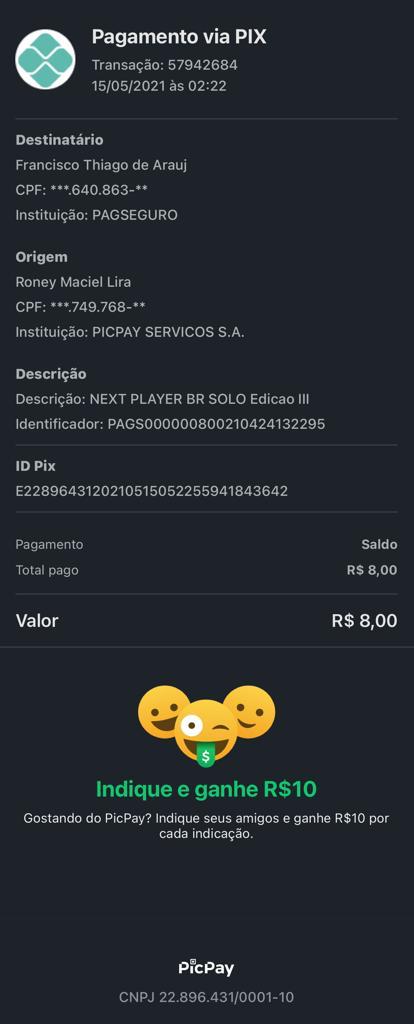 Pagamento via PIX
Transação: 57942684
15/05/2021 às 02:22
Destinatário
Francisco Thiago de Arauj
CPF: ***.640.863-**
Instituição: PAGSEGURO
Origem
Roney Maciel Lira
CPF: ***.749.768-**
Instituição: PICPAY SERVICOS S.A.
Descrição
Descrição: NEXT PLAYER BR SOLO Edicao III
Identificador: PAGS000000800210424132295
ID Pix
E22896431202105150522559418​43642
Pagamento Saldo
Total pago R$ 8,00
Valor R$ 8,00
$
Indique e ganhe R$10
Gostando do PicPay? Indique seus amigos e ganhe R$10 por
cada indicação.
PicPay
CNPJ 22.896.431/0001-10